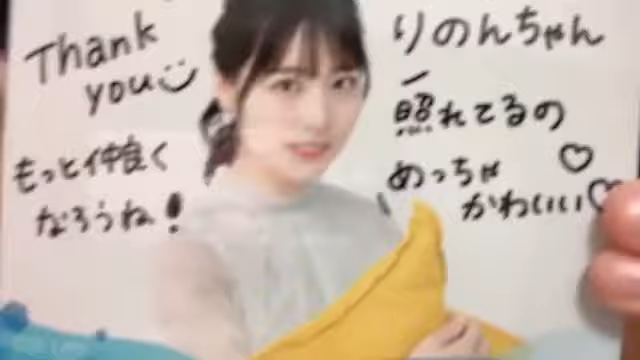 Thank
you
もっと仲良く
なろうね!
りのんちゃん
照れてるの
めっちゃ
かわいい